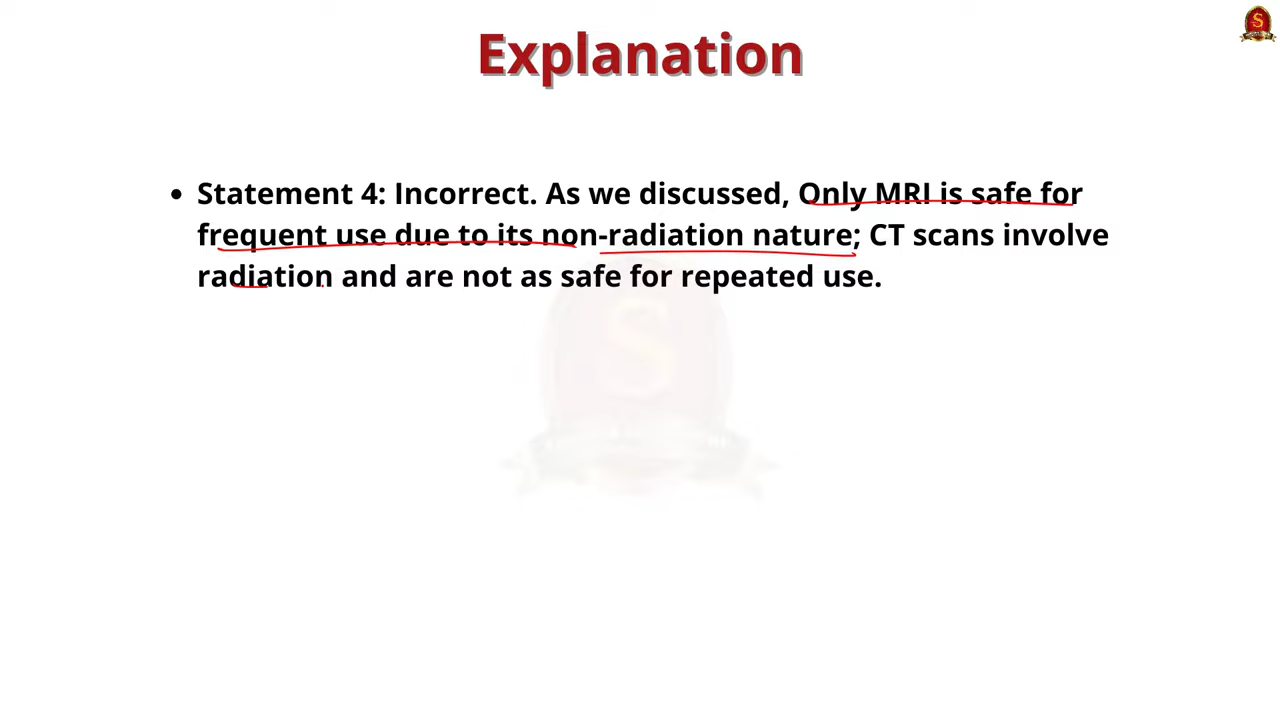 Explanation
• Statement 4: Incorrect. As we discussed, Only MRI is safe for
frequent use due to its non-radiation nature; CT scans involve
radiation and are not as safe for repeated use.
S
S